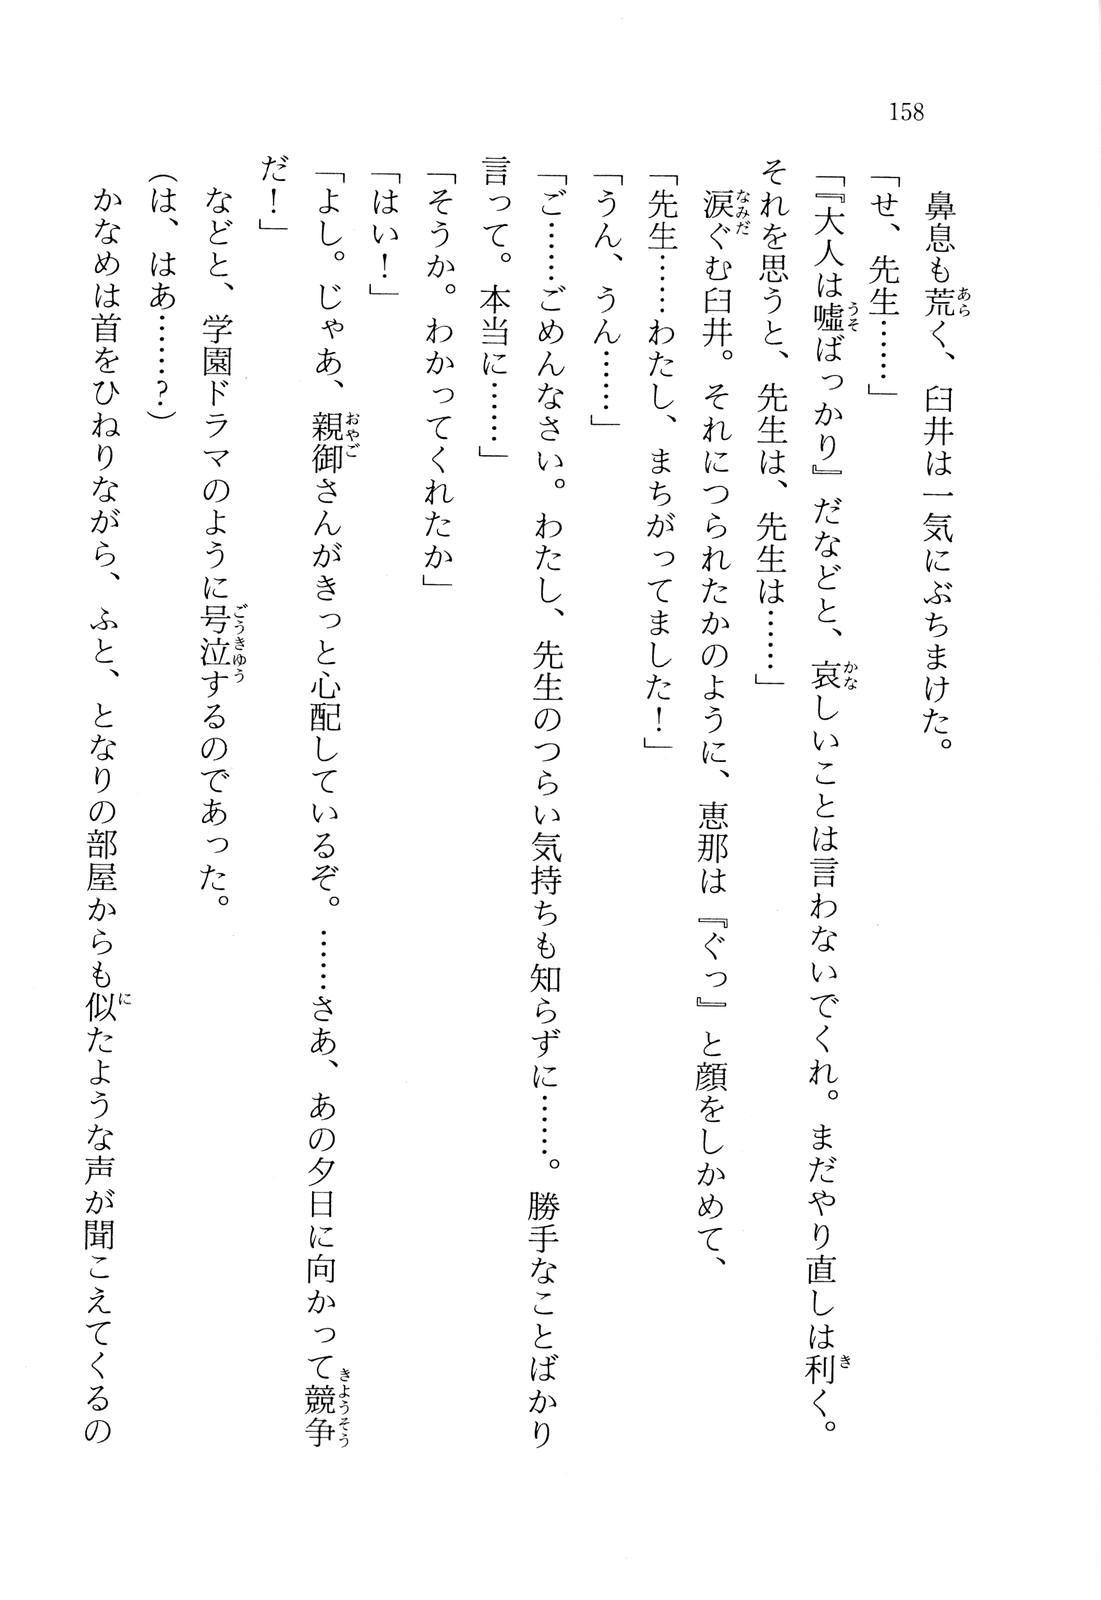 158
鼻息も荒く、臼井は一気にぶちまけた。
「せ、先生……」
「『大人は嘘ばっかり』だなどと、哀しいことは言わないでくれ。まだやり直しは利く。
それを思うと、先生は、先生は……」
涙ぐむ臼井。それにつられたかのように、恵那は『ぐっ』と顔をしかめて、
「先生……わたし、まちがってました！」
「うん、うん……」
「ご……ごめんなさい。わたし、先生のつらい気持ちも知らずに……。勝手なことばかり
言って。本当に……」
「そうか。わかってくれたか」
「はい！」
「よし。じゃあ、親御さんがきっと心配しているぞ。……さあ、あの夕日に向かって競争
だ！」
などと、学園ドラマのように号泣するのであった。
（は、はあ……？）
かなめは首をひねりながら、ふと、となりの部屋からも似たような声が聞こえてくるの